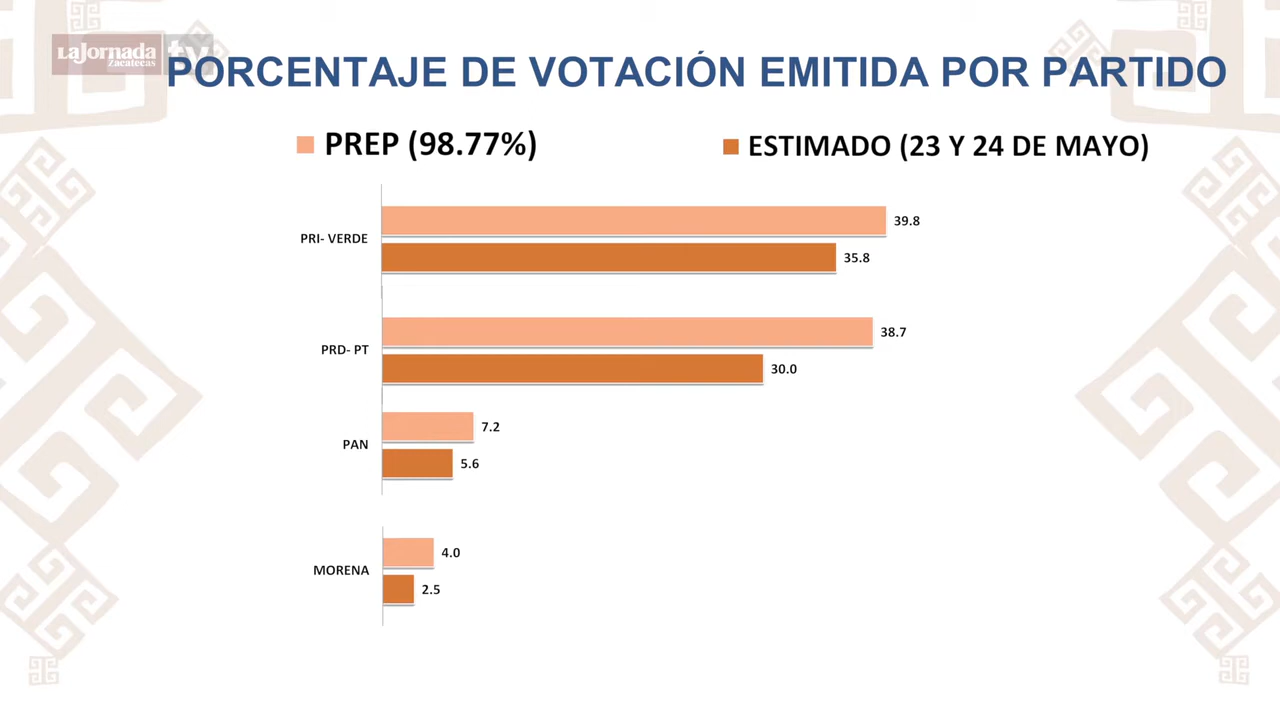 LaJornada tv
Zacatecas
PORCENTAJE DE VOTACIÓN EMITIDA POR PARTIDO
PREP (98.77%) ESTIMADO (23 Y 24 DE MAYO)
39.8
PRI- VERDE
35.8
38.7
PRD- PT
30.0
7.2
PAN
5.6
4.0
MORENA
2.5